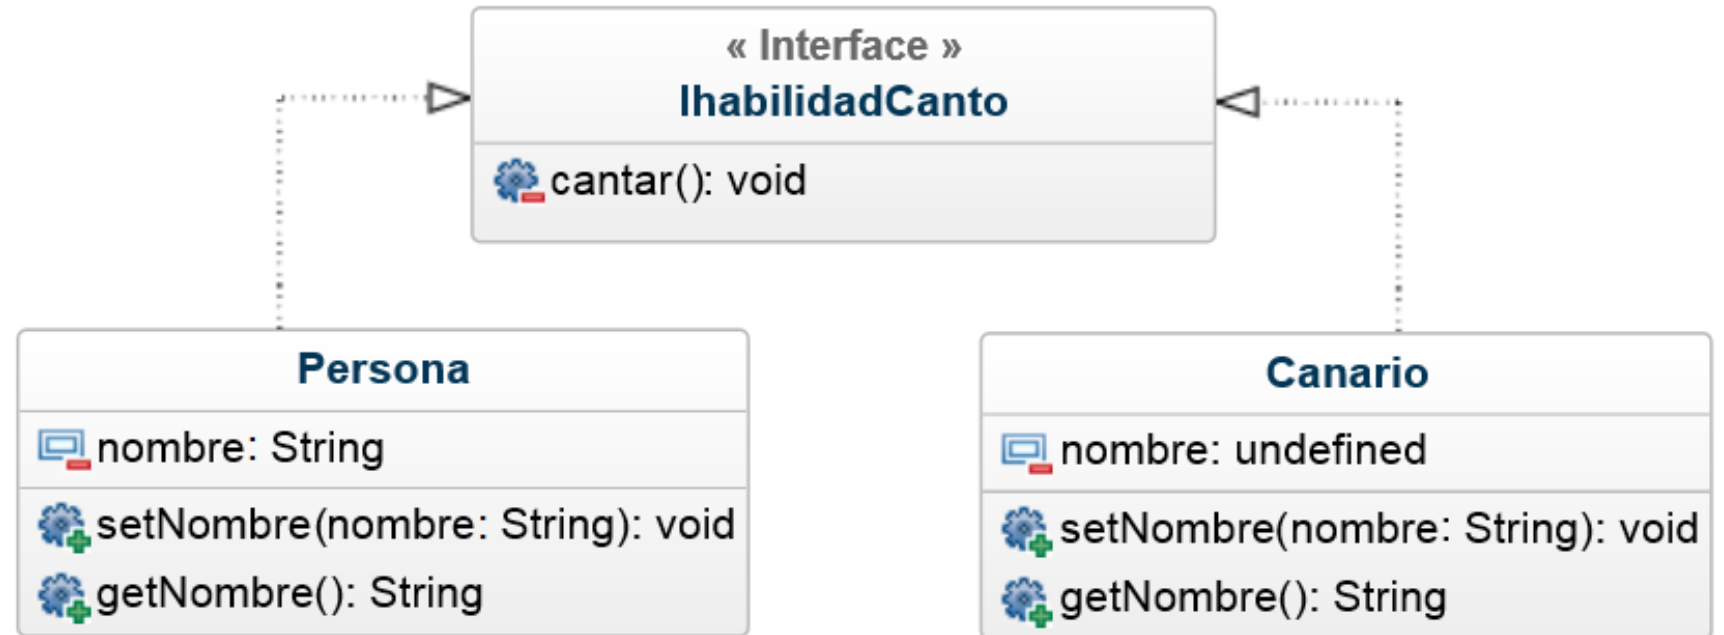 « Interface »
IhabilidadCanto
cantar(): void
Persona
nombre: String
setNombre(nombre: String): void
getNombre(): String
Canario
nombre: undefined
setNombre(nombre: String): void
getNombre(): String